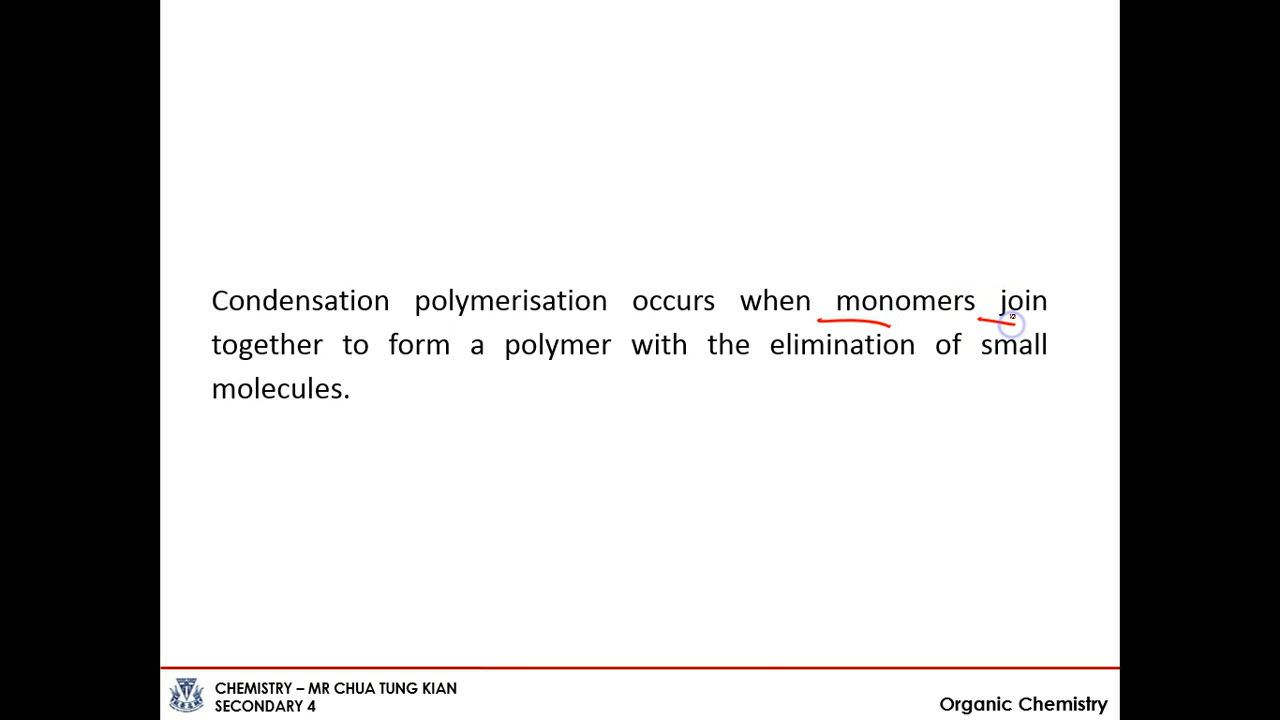 Condensation polymerisation occurs when monomers join
together to form a polymer with the elimination of small
molecules.
CHEMISTRY – MR CHUA TUNG KIAN
SECONDARY 4
Organic Chemistry